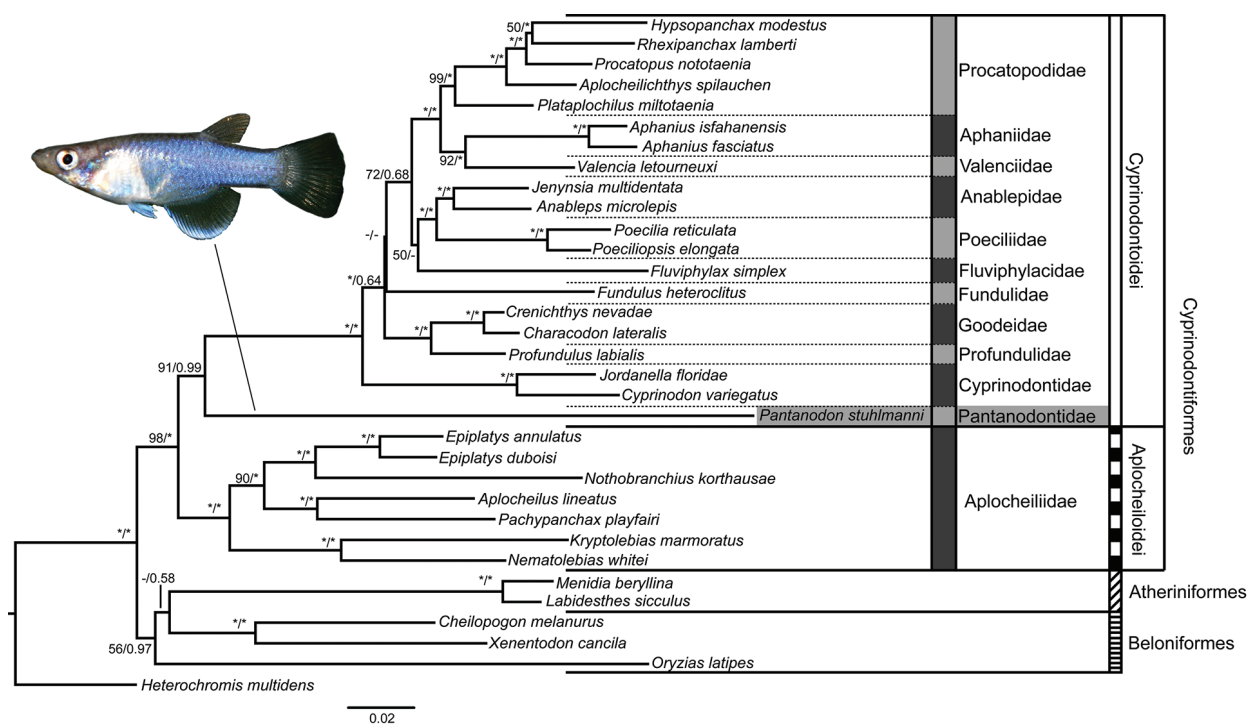 50/*
Hypsopanchax modestus
*/*
Rhexipanchax lamberti
*/*
Procatopus nototaenia
Procatopodidae
99/*
Aplocheilichthys spilauchen
Plataplochilus miltotaenia
*/*
*/*
Aphanius isfahanensis
Aphaniidae
Aphanius fasciatus
92/*
Valencia letourneuxi
Valenciidae
72/0.68
*/*
Jenynsia multidentata
Anablepidae
Anableps microlepis
*/*
*/*
Poecilia reticulata
Poeciliidae
Poeciliopsis elongata
-/-
50/-
Fluviphylax simplex
Fluviphylacidae
*/0.64
Fundulus heteroclitus
Fundulidae
*/*
Crenichthys nevadae
Goodeidae
*/*
Characodon lateralis
*/*
Profundulus labialis
Profundulidae
*/*
Jordanella floridae
Cyprinodontidae
Cyprinodon variegatus
91/0.99
Pantanodon stuhlmanni
Pantanodontidae
Cyprinodontoidei
Cyprinodontiformes
98/*
*/*
Epiplatys annulatus
*/*
Epiplatys duboisi
90/*
Nothobranchius korthausae
*/*
Aplocheilus lineatus
Aplocheiliidae
*/*
Pachypanchax playfairi
*/*
Kryptolebias marmoratus
Nematolebias whitei
Aplocheiloidei
*/*
-/0.58
*/*
Menidia beryllina
Atheriniformes
Labidesthes sicculus
*/*
Cheilopogon melanurus
Xenentodon cancila
Beloniformes
56/0.97
Oryzias latipes
Heterochromis multidens
0.02